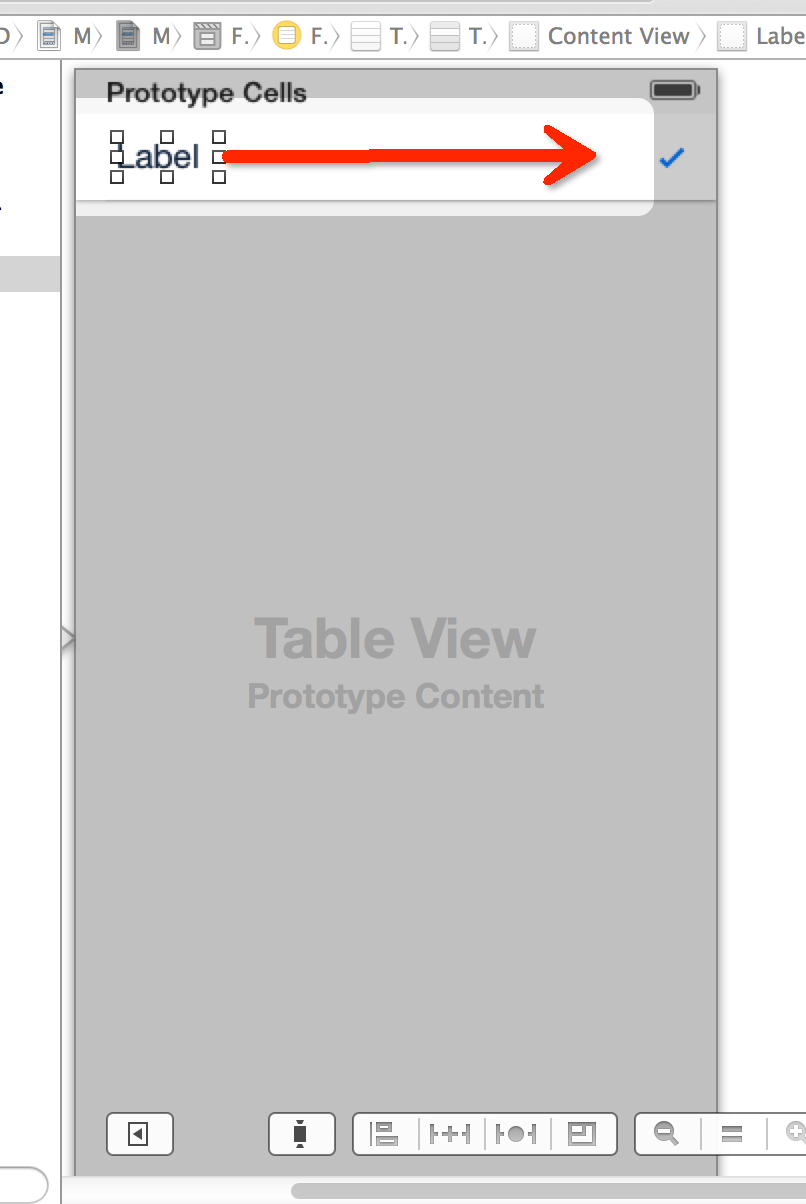 D M M F. F. T. T. Content View Labe
e
Prototype Cells
Label
Table View
Prototype Content